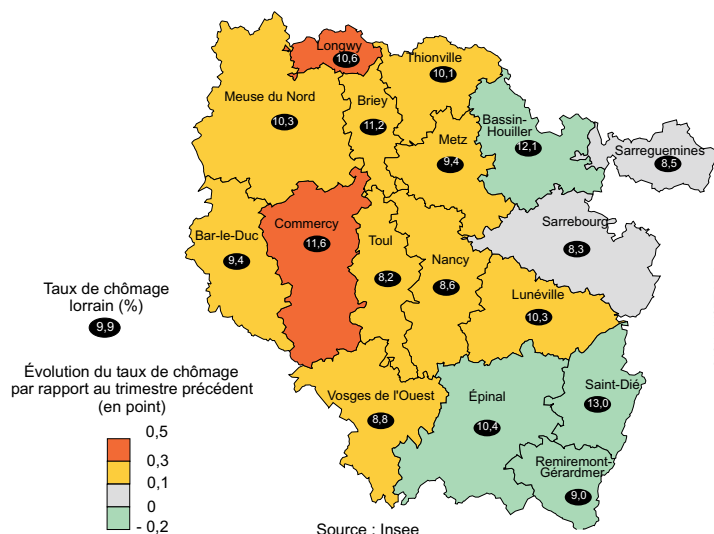 Longwy
10,6
Thionville
10,1
Meuse du Nord
10,3
Briey
11,2
Bassin-
Houiller
12,1
Metz
9,4
Sarreguemines
8,5
Bar-le-Duc
9,4
Commercy
11,6
Toul
8,2
Nancy
8,6
Sarrebourg
8,3
Lunéville
10,3
Vosges de l'Ouest
8,8
Épinal
10,4
Saint-Dié
13,0
Remiremont-
Gérardmer
9,0
Taux de chômage
lorrain (%)
9,9
Évolution du taux de chômage
par rapport au trimestre précédent
(en point)
0,5
0,3
0,1
0
- 0,2
Source : Insee